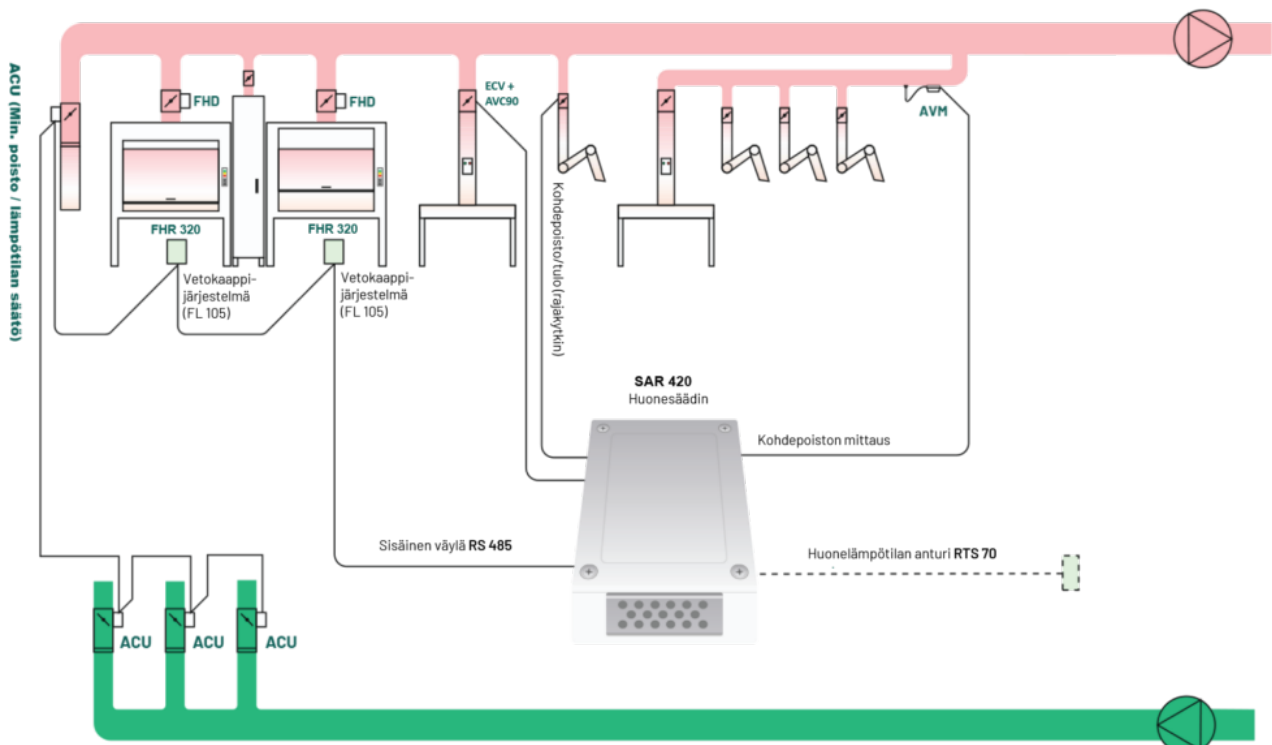 ACU (Min. poisto / lämpötilan säätö)
FHD
FHD
ECV +
AVC90
AVM
FHR 320
FHR 320
Vetokaappi-
järjestelmä
(FL 105)
Vetokaappi-
järjestelmä
(FL 105)
Kohdepoisto/tulo (rajakytkin)
SAR 420
Huonesäädin
Kohdepoiston mittaus
Sisäinen väylä RS 485
Huonelämpötilan anturi RTS 70
ACU
ACU
ACU